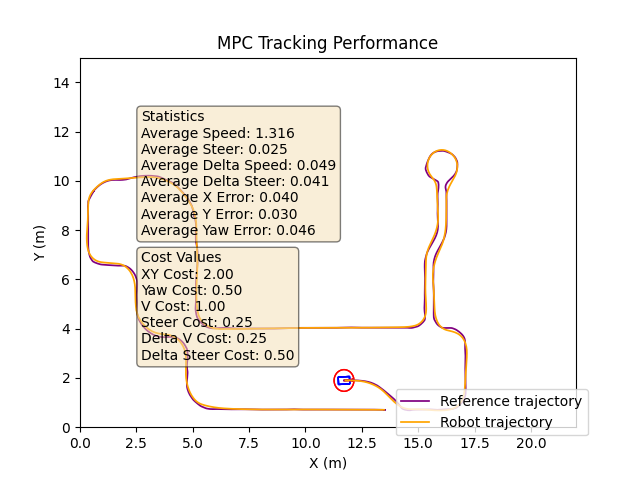 MPC Tracking Performance
14
12
10
8
6
4
2
0
Y (m)
Statistics
Average Speed: 1.316
Average Steer: 0.025
Average Delta Speed: 0.049
Average Delta Steer: 0.041
Average X Error: 0.040
Average Y Error: 0.030
Average Yaw Error: 0.046
Cost Values
XY Cost: 2.00
Yaw Cost: 0.50
V Cost: 1.00
Steer Cost: 0.25
Delta V Cost: 0.25
Delta Steer Cost: 0.50
Reference trajectory
Robot trajectory
0.0 2.5 5.0 7.5 10.0 12.5 15.0 17.5 20.0
X (m)